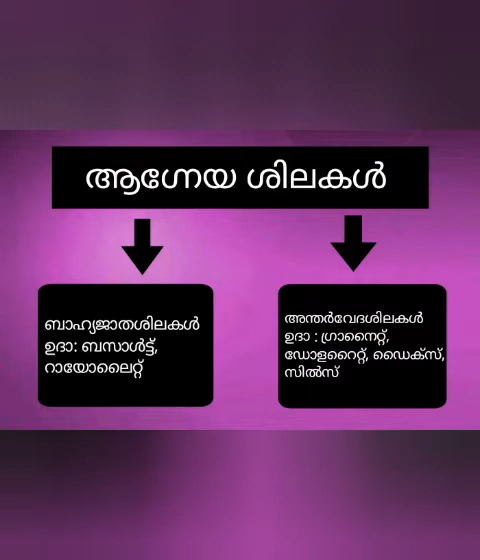 ആഗ്നേയ ശിലകൾ
ബാഹ്യജാതശിലകൾ
ഉദാ: ബസാൾട്ട്,
റായോലൈറ്റ്
അന്തർവേദശിലകൾ
ഉദാ : ഗ്രാനൈറ്റ്,
ഡോളറൈറ്റ്, ഡൈക്സ്,
സിൽസ്